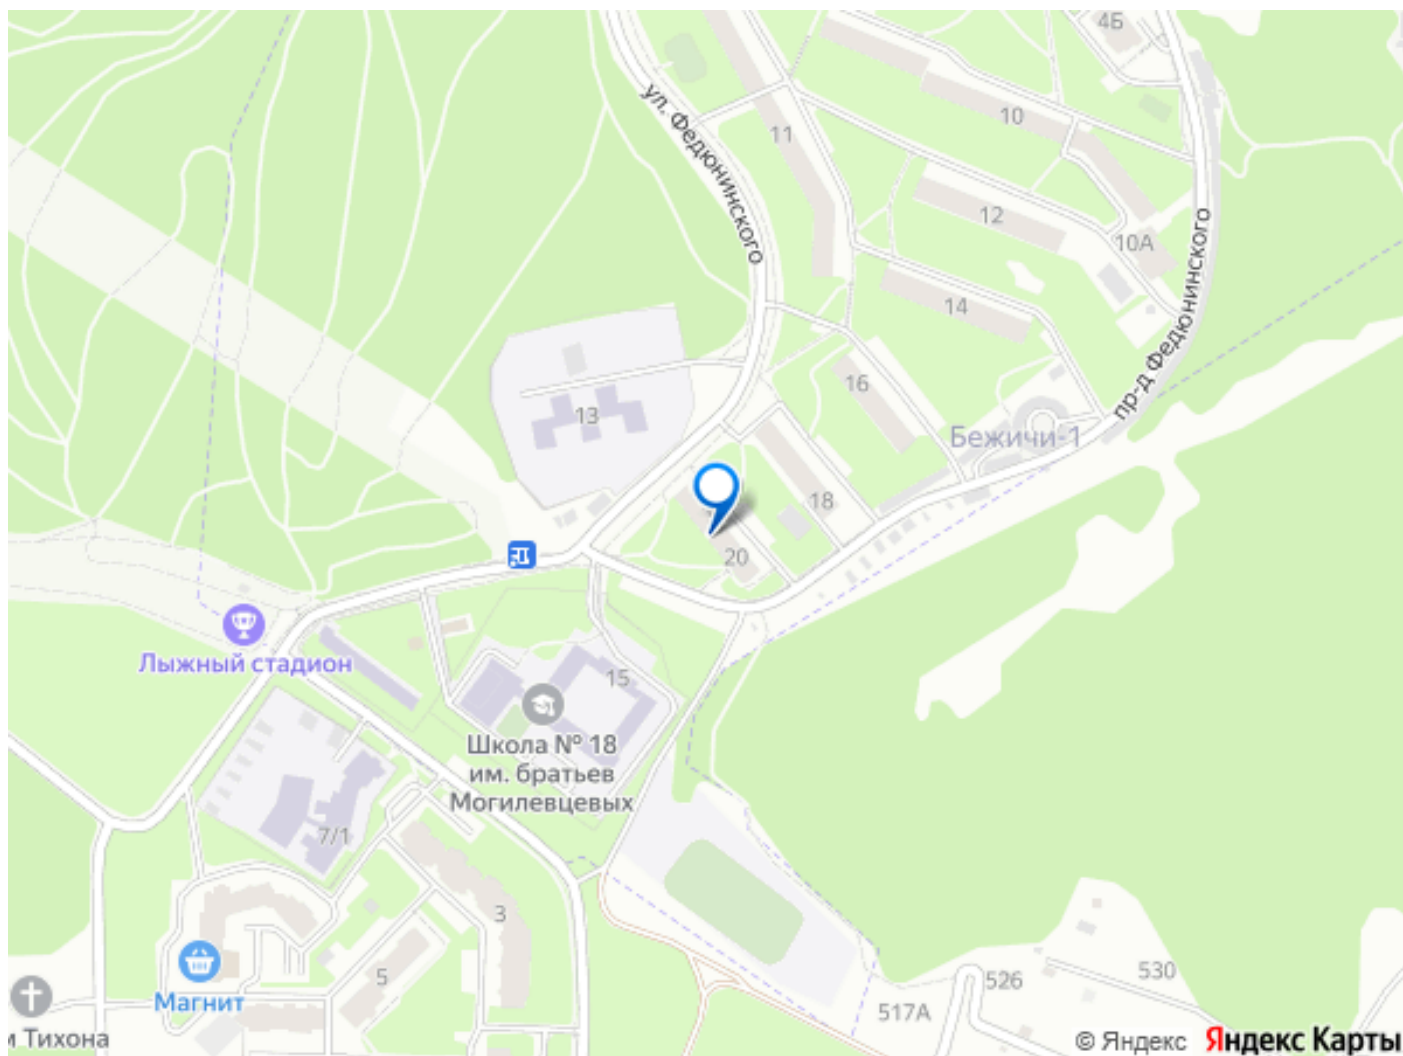 4Б
10
ул. Федюнинского
11
12
10А
пр-д Федюнинского
14
16
13
Бежичи-1
18
20
Лыжный стадион
15
Школа № 18
им. братьев
Могилевцевых
7/1
3
5
Магнит
526
530
517А
и Тихона
© Яндекс Яндекс Карты